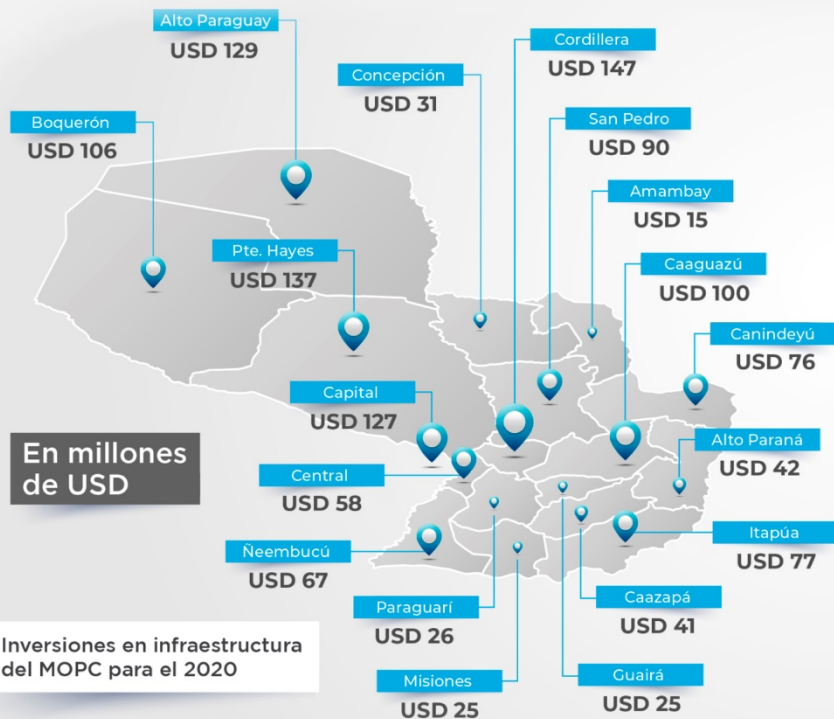 Alto Paraguay
USD 129
Cordillera
USD 147
Concepción
USD 31
Boquerón
USD 106
San Pedro
USD 90
Amambay
USD 15
Pte. Hayes
USD 137
Caaguazú
USD 100
Canindeyú
USD 76
Capital
USD 127
En millones
de USD
Alto Paraná
USD 42
Central
USD 58
Itapúa
USD 77
Ñeembucú
USD 67
Paraguarí
USD 26
Caazapá
USD 41
Inversiones en infraestructura
del MOPC para el 2020
Misiones
USD 25
Guairá
USD 25